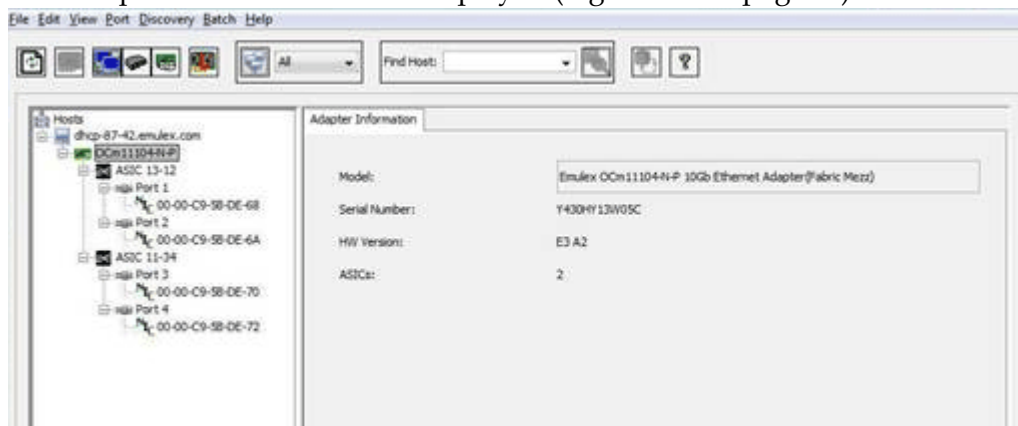 File Edit View Port Discovery Batch Help
All
Find Host:
Hosts
dhcp-87-42.emulex.com
OCm11104-N-P
ASIC 13-12
Port 1
00-00-C9-5B-DE-68
Port 2
00-00-C9-5B-DE-6A
ASIC 11-34
Port 3
00-00-C9-5B-DE-70
Port 4
00-00-C9-5B-DE-72
Adapter Information
Model: Emulex OCm11104-N-P 10Gb Ethernet Adapter(Fabric Mezz)
Serial Number: Y430HY13W05C
HW Version: E3 A2
ASICs: 2